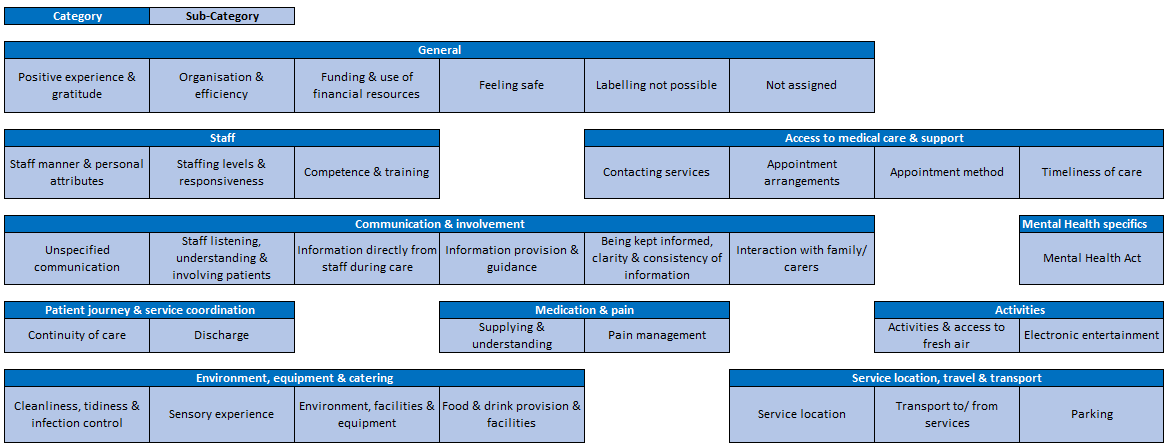 Category Sub-Category
General
Positive experience &
gratitude
Organisation &
efficiency
Funding & use of
financial resources
Feeling safe
Labelling not possible
Not assigned
Staff
Staff manner & personal
attributes
Staffing levels &
responsiveness
Competence & training
Access to medical care & support
Contacting services
Appointment
arrangements
Appointment method
Timeliness of care
Communication & involvement
Unspecified
communication
Staff listening,
understanding &
involving patients
Information directly from
staff during care
Information provision &
guidance
Being kept informed,
clarity & consistency of
information
Interaction with family/
carers
Mental Health specifics
Mental Health Act
Patient journey & service coordination
Continuity of care
Discharge
Medication & pain
Supplying &
understanding
Pain management
Activities
Activities & access to
fresh air
Electronic entertainment
Environment, equipment & catering
Cleanliness, tidiness &
infection control
Sensory experience
Environment, facilities &
equipment
Food & drink provision &
facilities
Service location, travel & transport
Service location
Transport to/ from
services
Parking